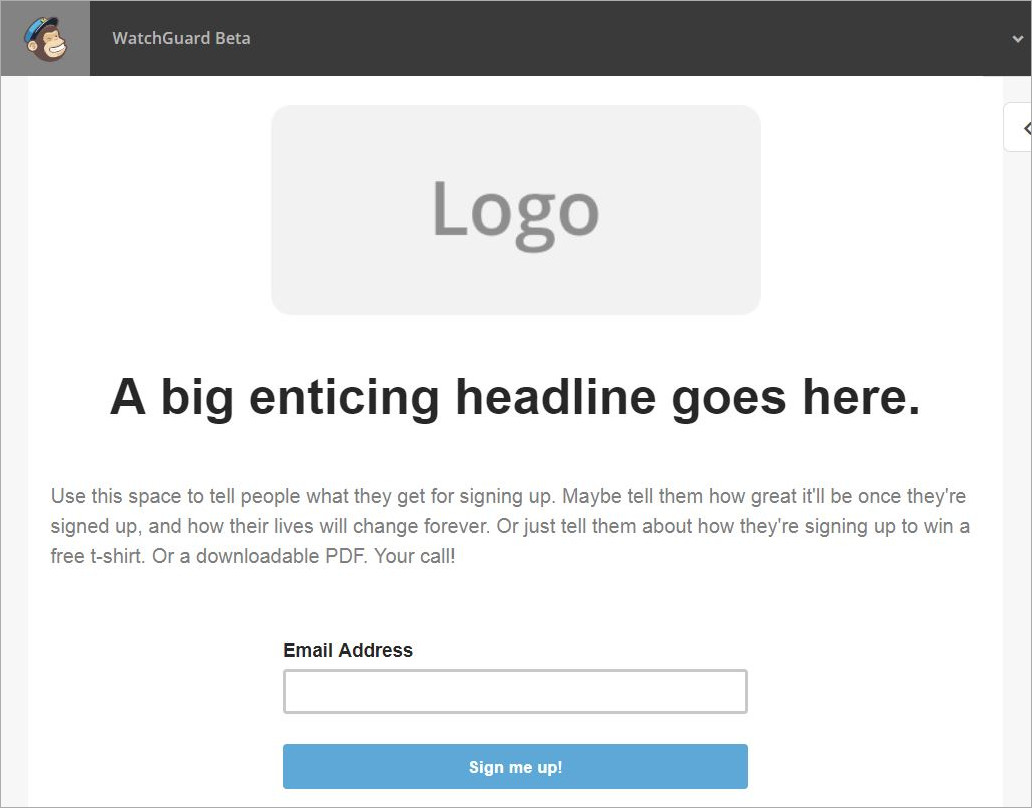 WatchGuard Beta
Logo
A big enticing headline goes here.
Use this space to tell people what they get for signing up. Maybe tell them how great it'll be once they're
signed up, and how their lives will change forever. Or just tell them about how they're signing up to win a
free t-shirt. Or a downloadable PDF. Your call!
Email Address
Sign me up!